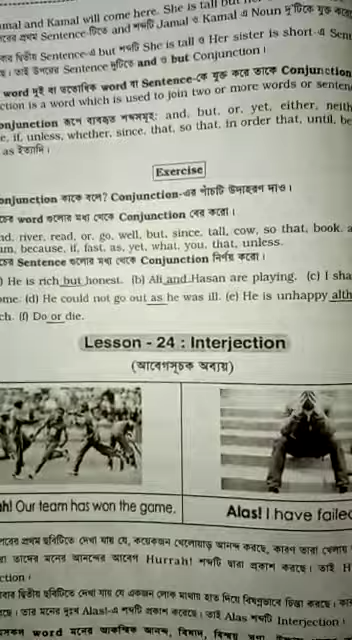 mal and Kamal will come here. She is tall but her
প্রথম Sentence-টিতে and শব্দটি Jamal ও Kamal এ Noun দু'টিকে যুক্ত
দ্বিতীয় Sentence-এ but শব্দটি She is tall ও Her sister is short-এ
। তাই উপরের Sentence দুটিতে and ও but Conjunction।
word দুই বা ততোধিক word বা Sentence-কে যুক্ত করে তাকে Conjunction
ction is a word which is used to join two or more words or senten
onjunction রূপে ব্যবহৃত শব্দসমূহ: and, but, or, yet, either, neith
e, if, unless, whether, since, that, so that, in order that, until, be
as ইত্যাদি।
Exercise
onjunction কাকে বলে? Conjunction-এর পাঁচটি উদাহরণ দাও।
চের word গুলোর মধ্য থেকে Conjunction বের করো।
nd, river, read, or, go, well, but, since, tall, cow, so that, book, a
um, because, if, fast, as, yet, what, you, that, unless.
চের Sentence গুলোর মধ্য থেকে Conjunction নির্ণয় করো।
) He is rich but honest. (b) Ali and Hasan are playing. (c) I sha
ome. (d) He could not go out as he was ill. (e) He is unhappy alth
ch. (f) Do or die.
Lesson - 24 : Interjection
(আবেগসূচক অব্যয়)
ah! Our team has won the game.
Alas! I have failed
পরের প্রথম ছবিটিতে দেখা যায় যে, কয়েকজন খেলোয়াড় আনন্দ করছে, কারণ তারা খেলায়
রা তাদের মনের আনন্দের আবেগ Hurrah! শব্দটি দ্বারা প্রকাশ করছে। তাই H
ction।
বার দ্বিতীয় ছবিটিতে দেখা যায় যে একজন লোক মাথায় হাত দিয়ে বিষণ্নভাবে চিন্তা করছে।
রছে। তার মনের দুঃখ Alas!-এ শব্দটি প্রকাশ করেছে। তাই Alas শব্দটি Interjection।
যেসকল word মনের আকস্মিক আনন্দ, বিষাদ,